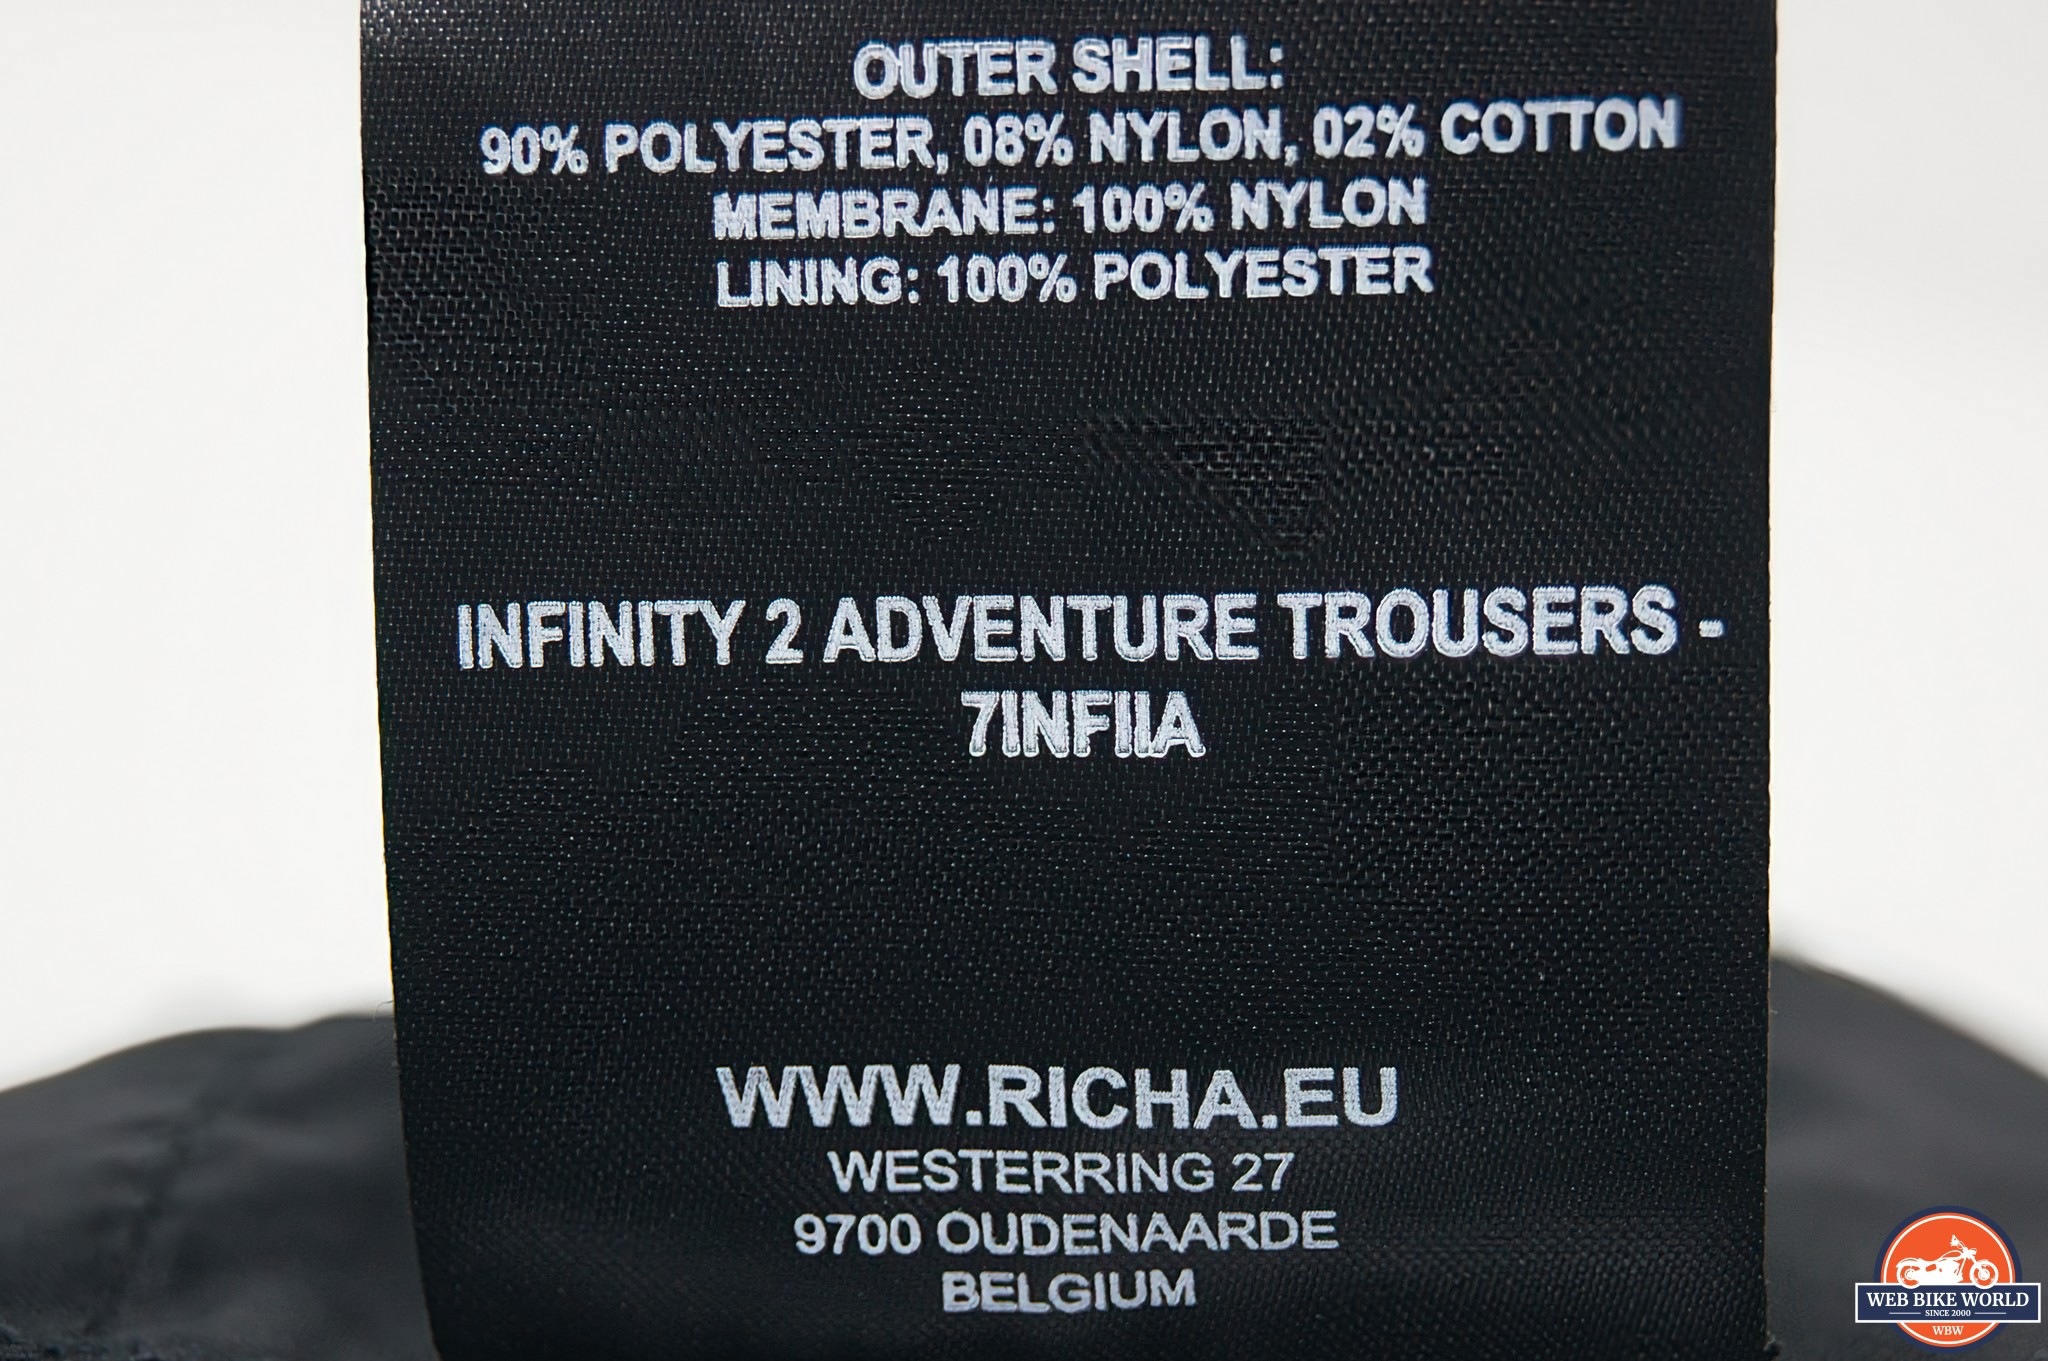 OUTER SHELL:
90% POLYESTER, 08% NYLON, 02% COTTON
MEMBRANE: 100% NYLON
LINING: 100% POLYESTER
INFINITY 2 ADVENTURE TROUSERS -
7INFIIA
WWW.RICHA.EU
WESTERRING 27
9700 OUDENAARDE
BELGIUM
WEB BIKE WORLD
SINCE 2000
WBW